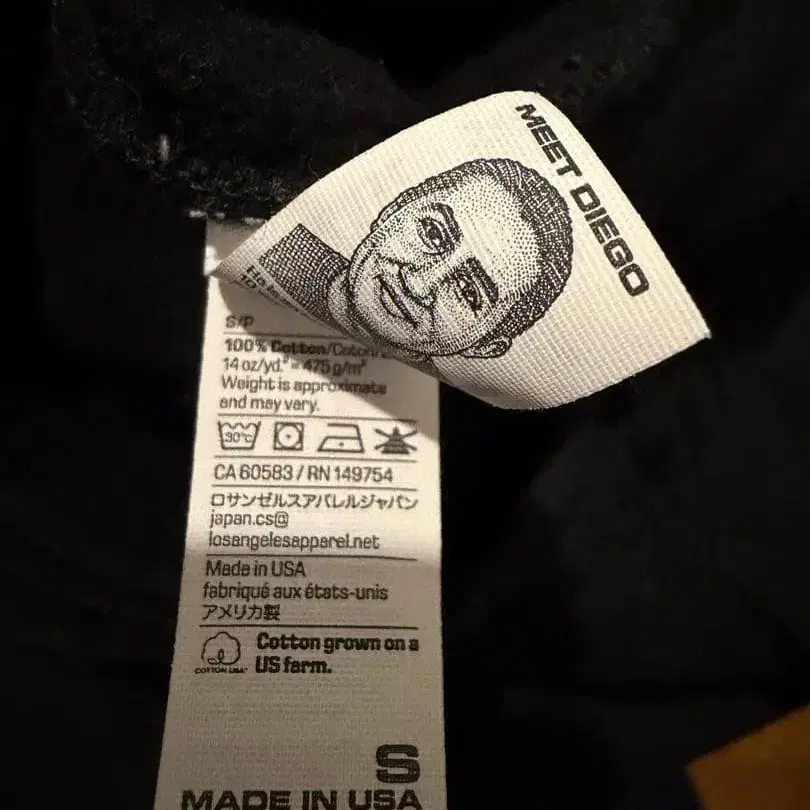 MEET DIEGO
S/P
100% Cotton/Coton/
14 oz/yd.² = 475 g/m²
Weight is approximate
and may vary.
30°C
CA 60583 / RN 149754
ロサンゼルスアパレルジャパン
japan.cs@
losangelesapparel.net
Made in USA
fabriqué aux états-unis
アメリカ製
COTTON USA
Cotton grown on a
US farm.
S
MADE IN USA